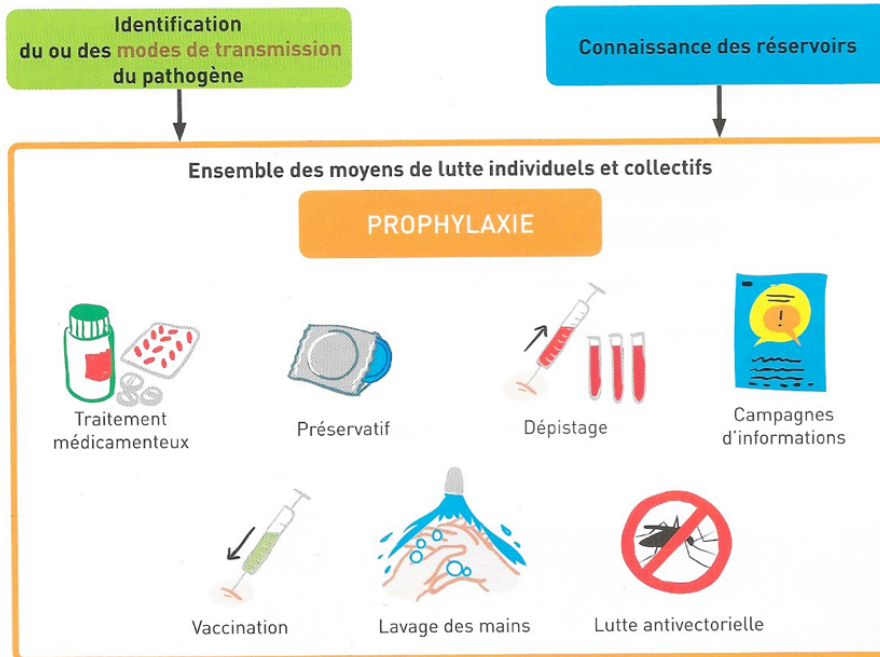 Identification
du ou des modes de transmission
du pathogène
Connaissance des réservoirs
Ensemble des moyens de lutte individuels et collectifs
PROPHYLAXIE
Traitement
médicamenteux
Préservatif
Dépistage
Campagnes
d'informations
Vaccination
Lavage des mains
Lutte antivectorielle